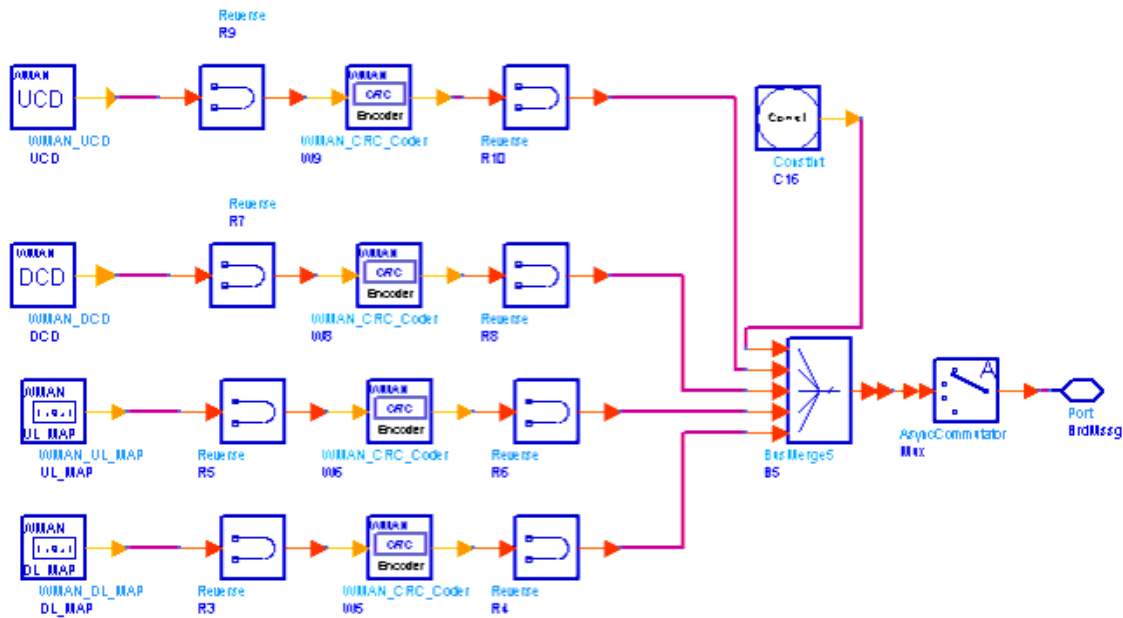 Reverse
R9
WMAN
UCD
WMAN_UCD
UCD
WMAN
CRC
Encoder
WMAN_CRC_Coder
W9
Reverse
R10
Const
ConstInt
C16
Reverse
R7
WMAN
DCD
WMAN_DCD
DCD
WMAN
CRC
Encoder
WMAN_CRC_Coder
W8
Reverse
R8
WMAN
UL_MAP
WMAN_UL_MAP
UL_MAP
Reverse
R5
WMAN
CRC
Encoder
WMAN_CRC_Coder
W6
Reverse
R6
BusMerge5
B5
A
AsyncCommutator
Mux
Port
BrdMssg
WMAN
DL_MAP
WMAN_DL_MAP
DL_MAP
Reverse
R3
WMAN
CRC
Encoder
WMAN_CRC_Coder
W5
Reverse
R4